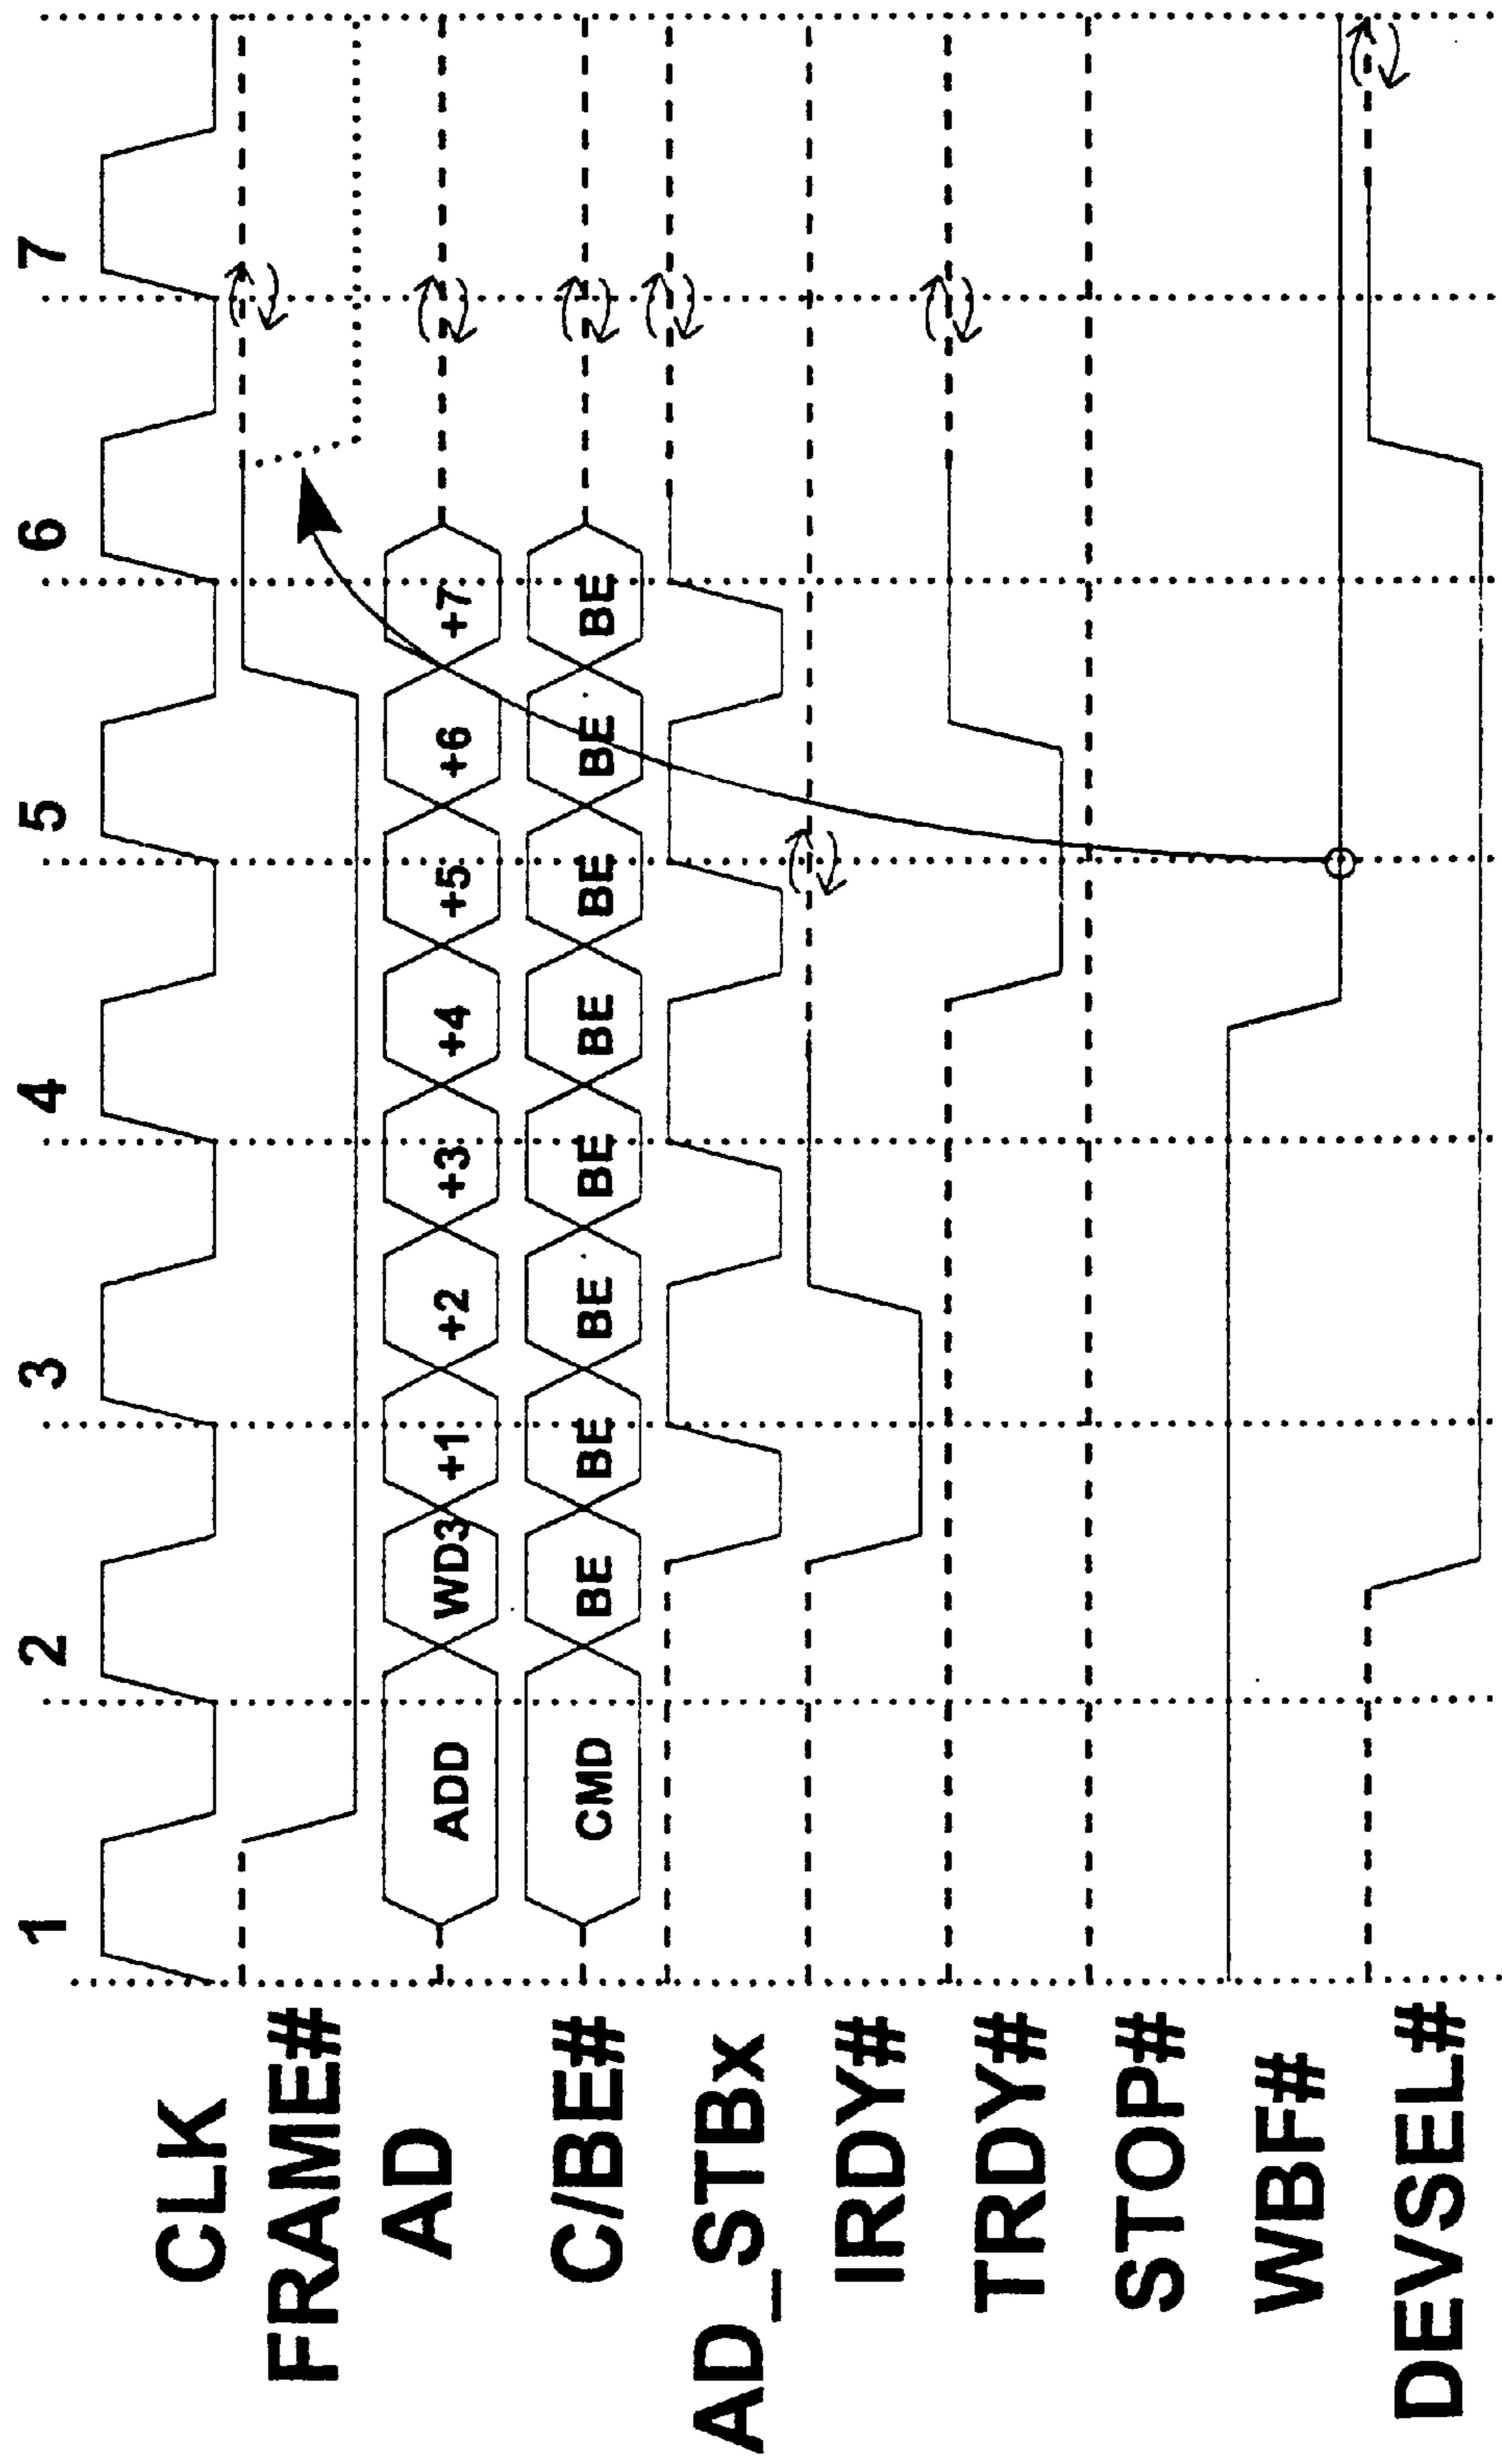 1 2 3 4 5 6 7
CLK
FRAME#
AD ADD WD3 +1 +2 +3 +4 +5 +6 +7
C/BE# CMD BE BE BE BE BE BE BE BE
AD_STBx
IRDY#
TRDY#
STOP#
WBF#
DEVSEL#